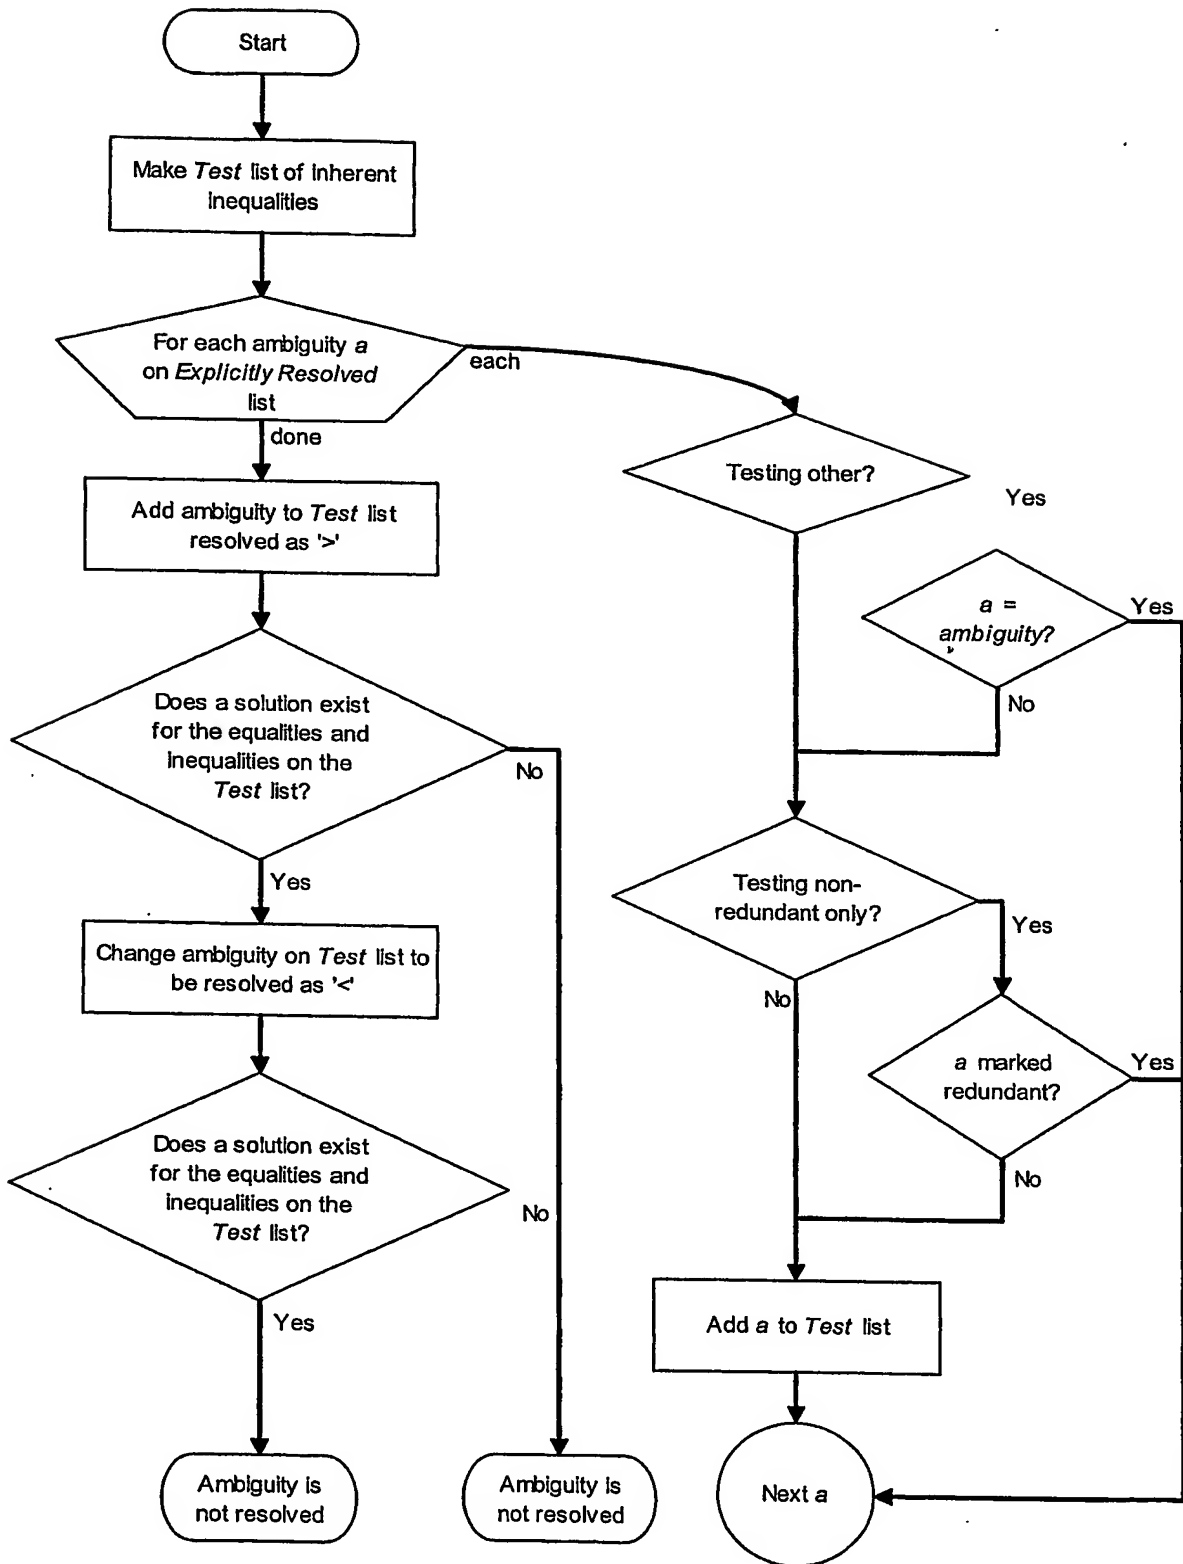 Start
Make Test list of inherent
inequalities
For each ambiguity a
on Explicitly Resolved
list
each
done
Add ambiguity to Test list
resolved as '>'
Does a solution exist
for the equalities and
inequalities on the
Test list?
No
Yes
Change ambiguity on Test list to
be resolved as '<'
Does a solution exist
for the equalities and
inequalities on the
Test list?
No
Yes
Ambiguity is
not resolved
Ambiguity is
not resolved
Testing other?
Yes
a =
ambiguity?
Yes
No
Testing non-
redundant only?
Yes
No
a marked
redundant?
Yes
No
Add a to Test list
Next a